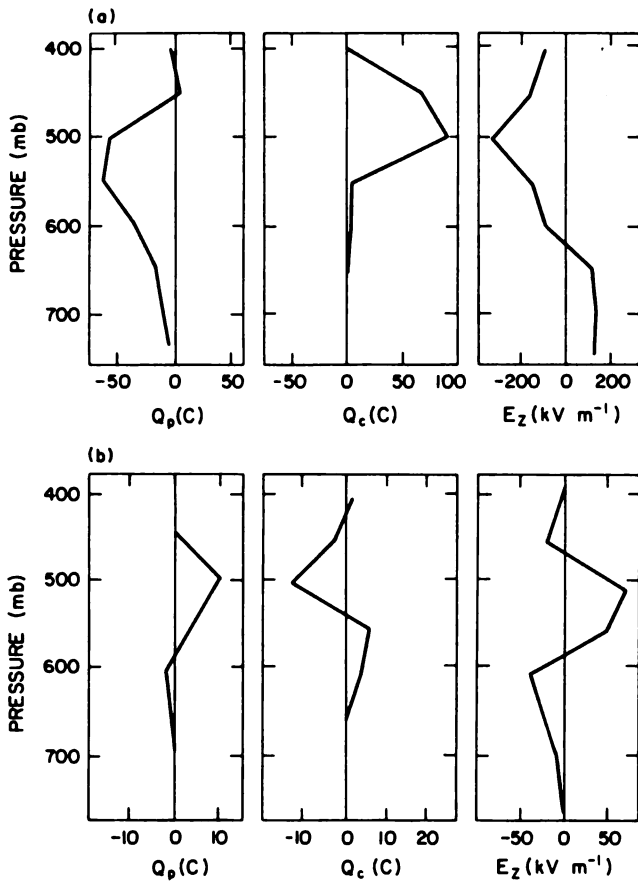 (a)
400
500
600
700
PRESSURE (mb)
-50 0 50
-50 0 50 100
-200 0 200
Qp(C)
Qc(C)
EZ(kV m⁻¹)
(b)
400
500
600
700
PRESSURE (mb)
-10 0 10
-10 0 10 20
-50 0 50
Qp(C)
Qc(C)
EZ(kV m⁻¹)